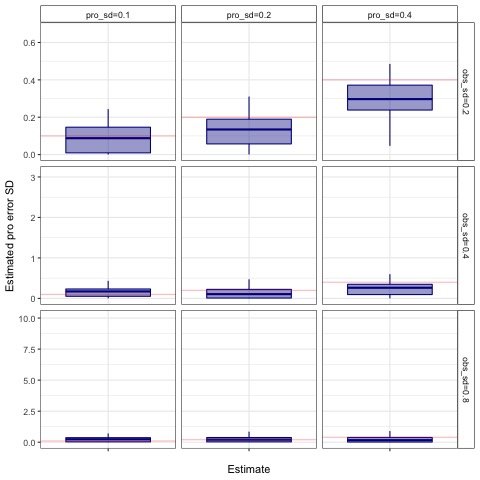 pro_sd=0.1 pro_sd=0.2 pro_sd=0.4
0.6
0.4
0.2
0.0
obs_sd=0.2
3
2
1
0
obs_sd=0.4
10.0
7.5
5.0
2.5
0.0
obs_sd=0.8
Estimated pro error SD
Estimate